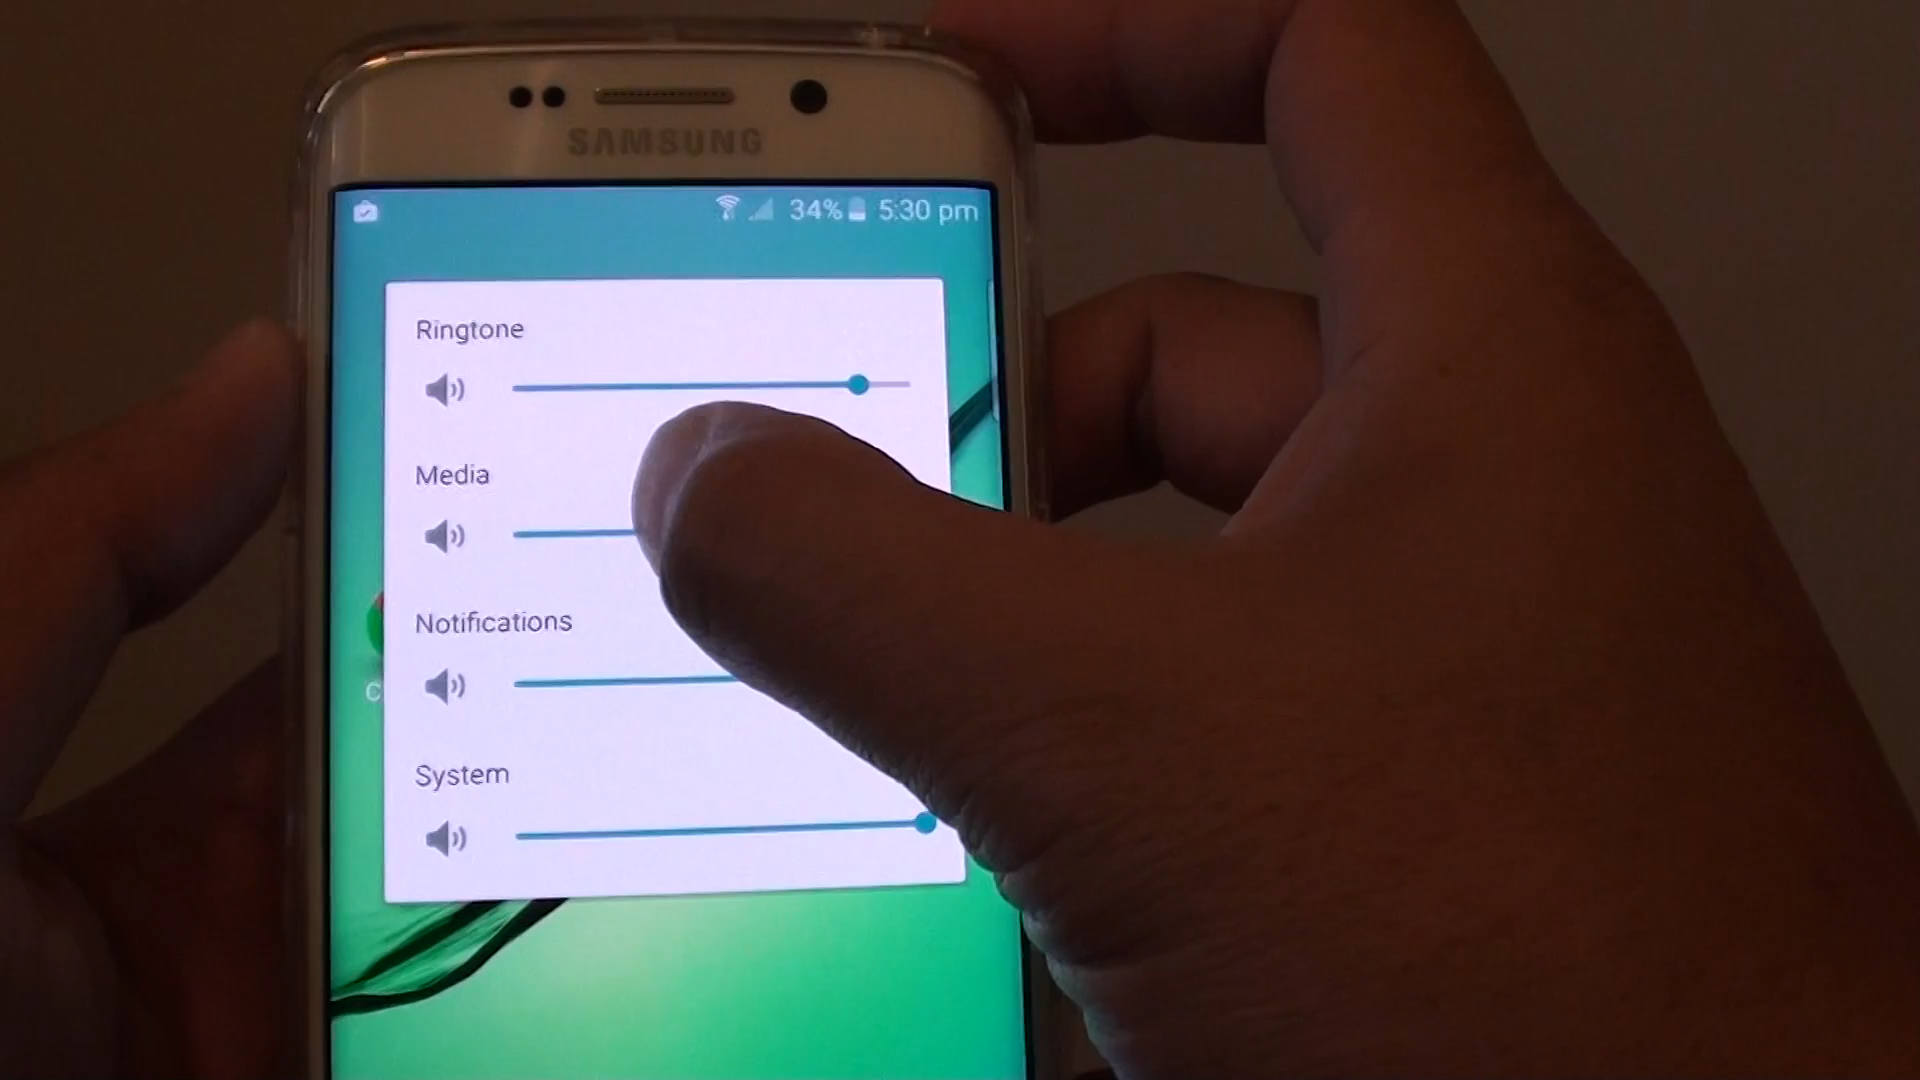 SAMSUNG
34% 5:30 pm
Ringtone
Media
Notifications
System
C